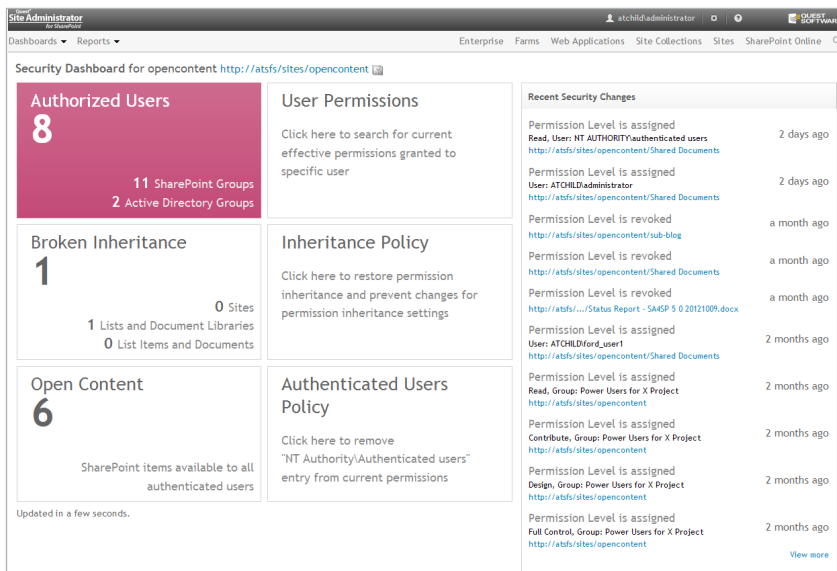 Quest®
Site Administrator
for SharePoint
atchild\administrator
QUEST
SOFTWARE
Dashboards Reports
Enterprise Farms Web Applications Site Collections Sites SharePoint Online
Security Dashboard for opencontent http://atsfs/sites/opencontent
Authorized Users
8
11 SharePoint Groups
2 Active Directory Groups
User Permissions
Click here to search for current
effective permissions granted to
specific user
Broken Inheritance
1
0 Sites
1 Lists and Document Libraries
0 List Items and Documents
Inheritance Policy
Click here to restore permission
inheritance and prevent changes for
permission inheritance settings
Open Content
6
SharePoint items available to all
authenticated users
Authenticated Users
Policy
Click here to remove
"NT Authority\Authenticated users"
entry from current permissions
Updated in a few seconds.
Recent Security Changes
Permission Level is assigned
Read, User: NT AUTHORITY\authenticated users
http://atsfs/sites/opencontent/Shared Documents
2 days ago
Permission Level is assigned
User: ATCHILD\administrator
http://atsfs/sites/opencontent/Shared Documents
2 days ago
Permission Level is revoked
http://atsfs/sites/opencontent/sub-blog
a month ago
Permission Level is revoked
http://atsfs/sites/opencontent/Shared Documents
a month ago
Permission Level is revoked
http://atsfs/.../Status Report - SA4SP 5 0 20121009.docx
a month ago
Permission Level is assigned
User: ATCHILD\ford_user1
http://atsfs/sites/opencontent/Shared Documents
2 months ago
Permission Level is assigned
Read, Group: Power Users for X Project
http://atsfs/sites/opencontent
2 months ago
Permission Level is assigned
Contribute, Group: Power Users for X Project
http://atsfs/sites/opencontent
2 months ago
Permission Level is assigned
Design, Group: Power Users for X Project
http://atsfs/sites/opencontent
2 months ago
Permission Level is assigned
Full Control, Group: Power Users for X Project
http://atsfs/sites/opencontent
2 months ago
View more